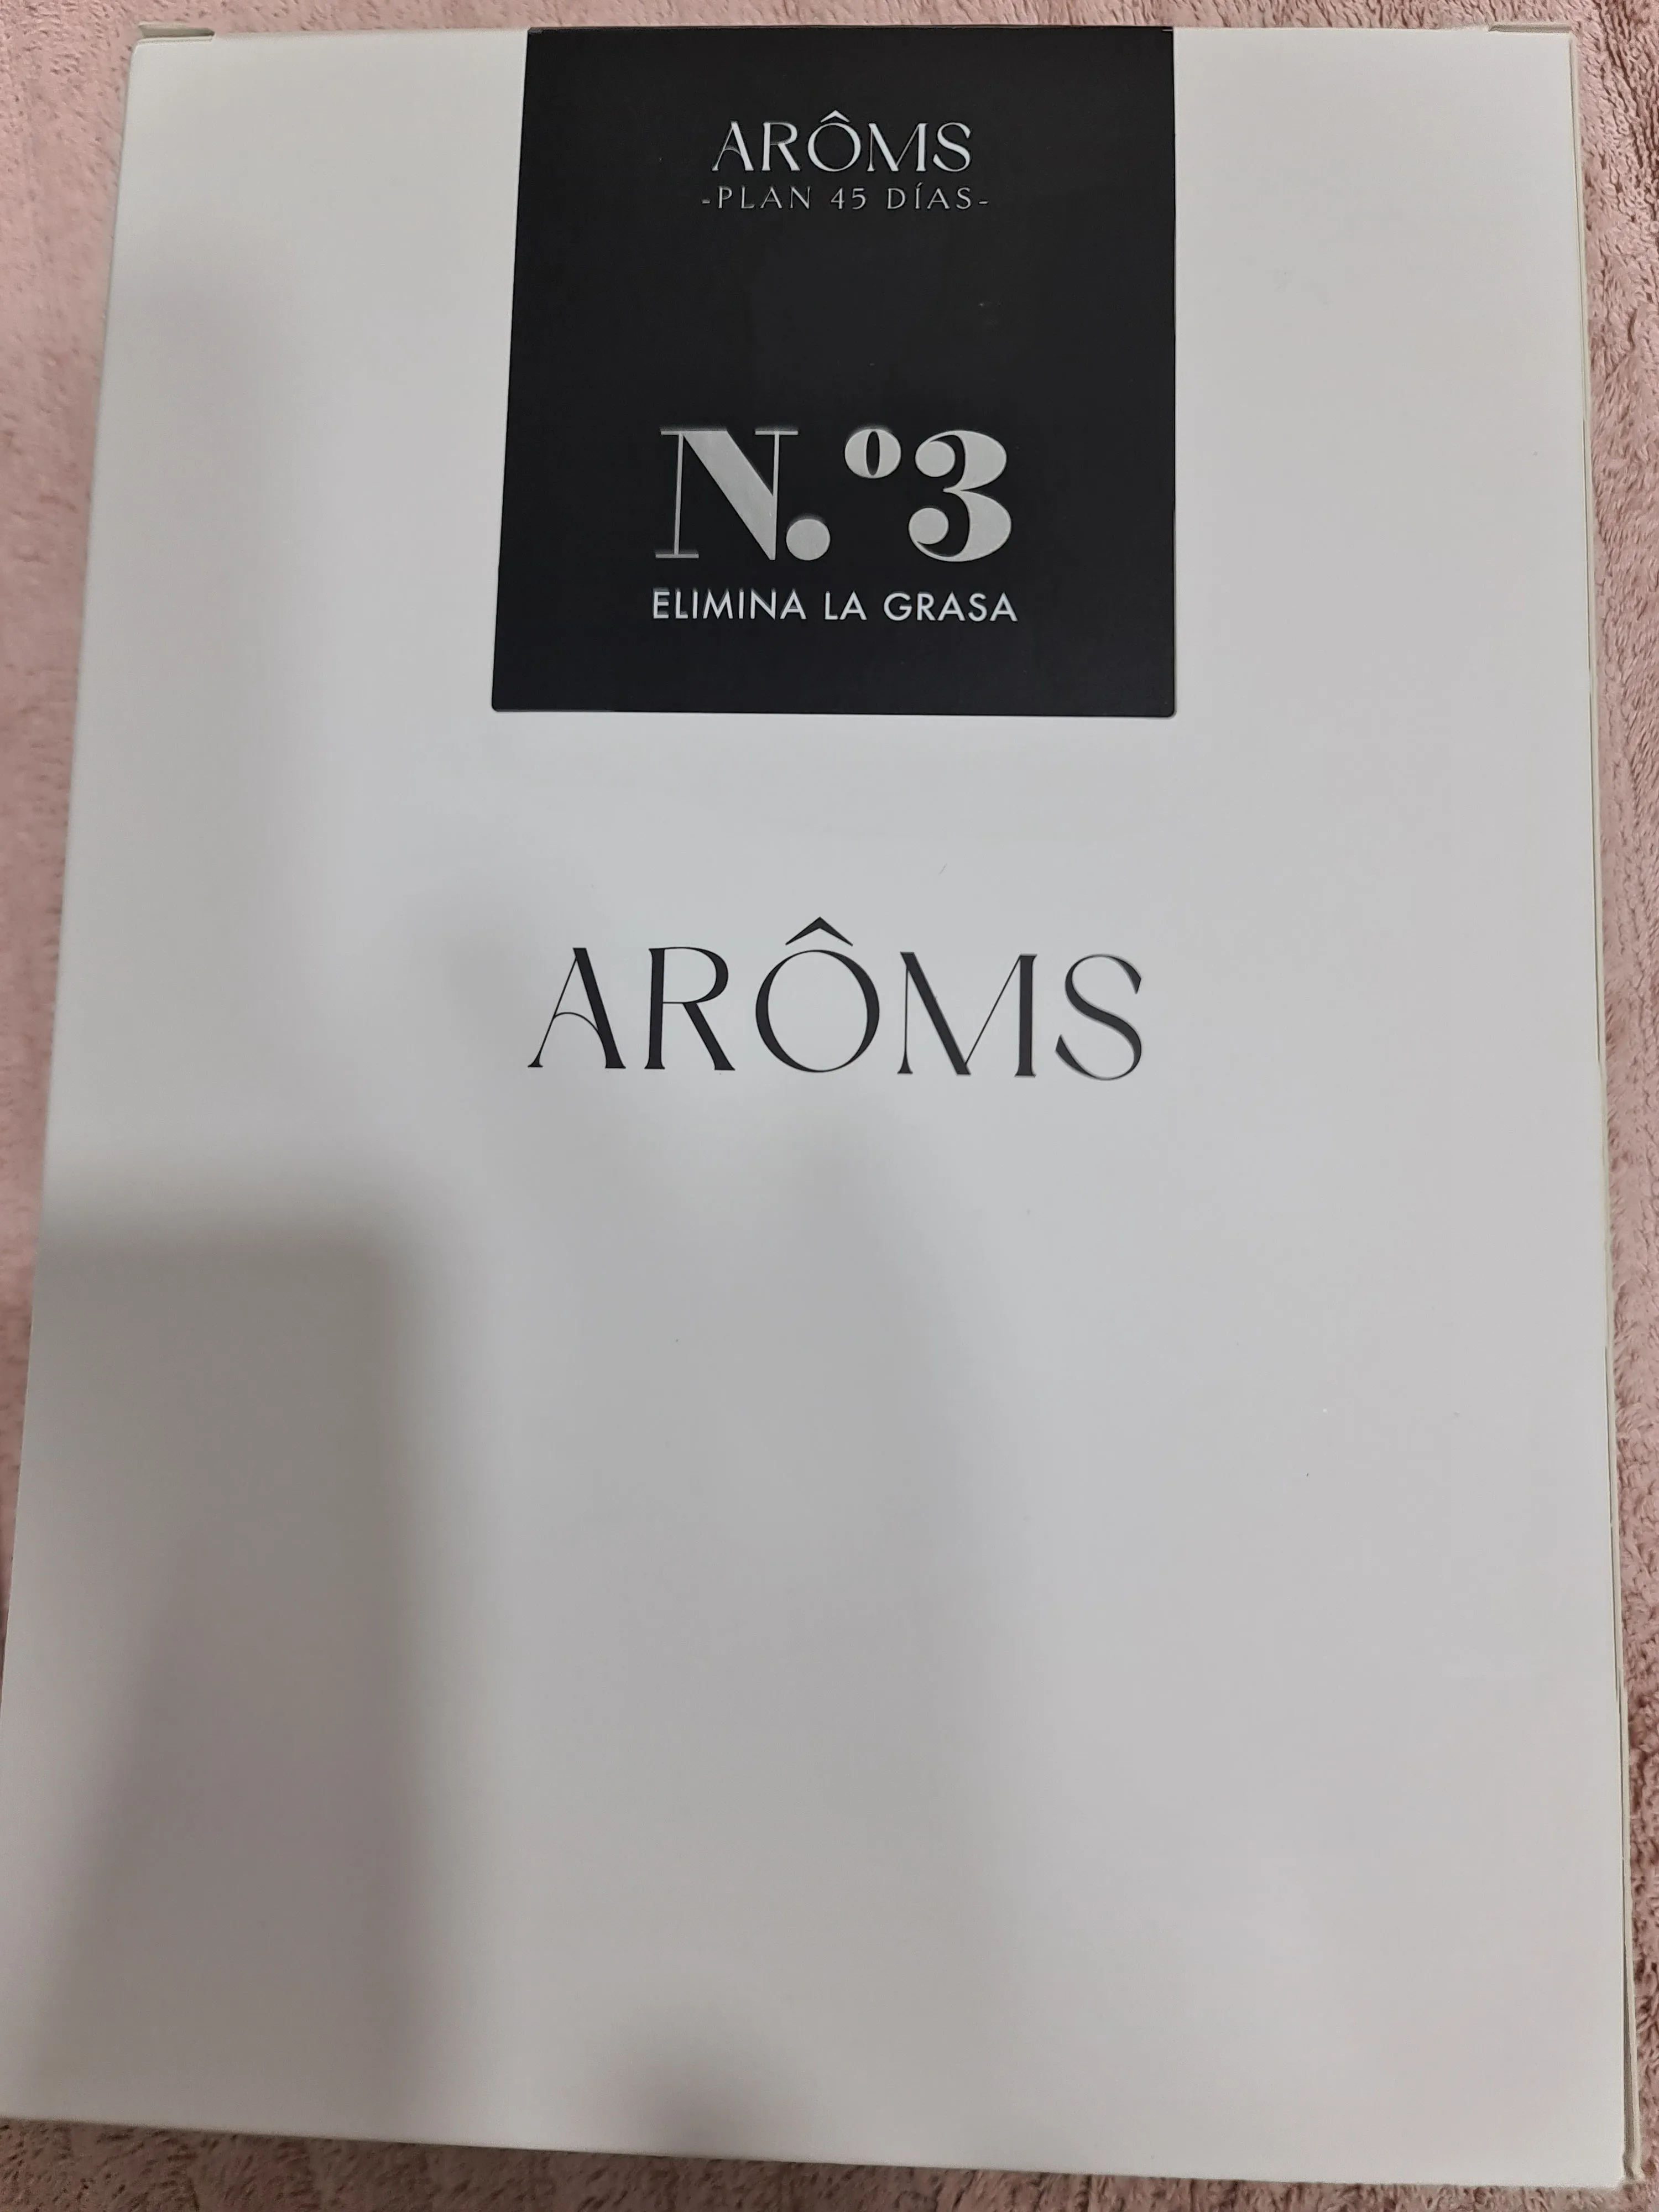 ARÔMS
-PLAN 45 DÍAS-
N.º3
ELIMINA LA GRASA
ARÔMS